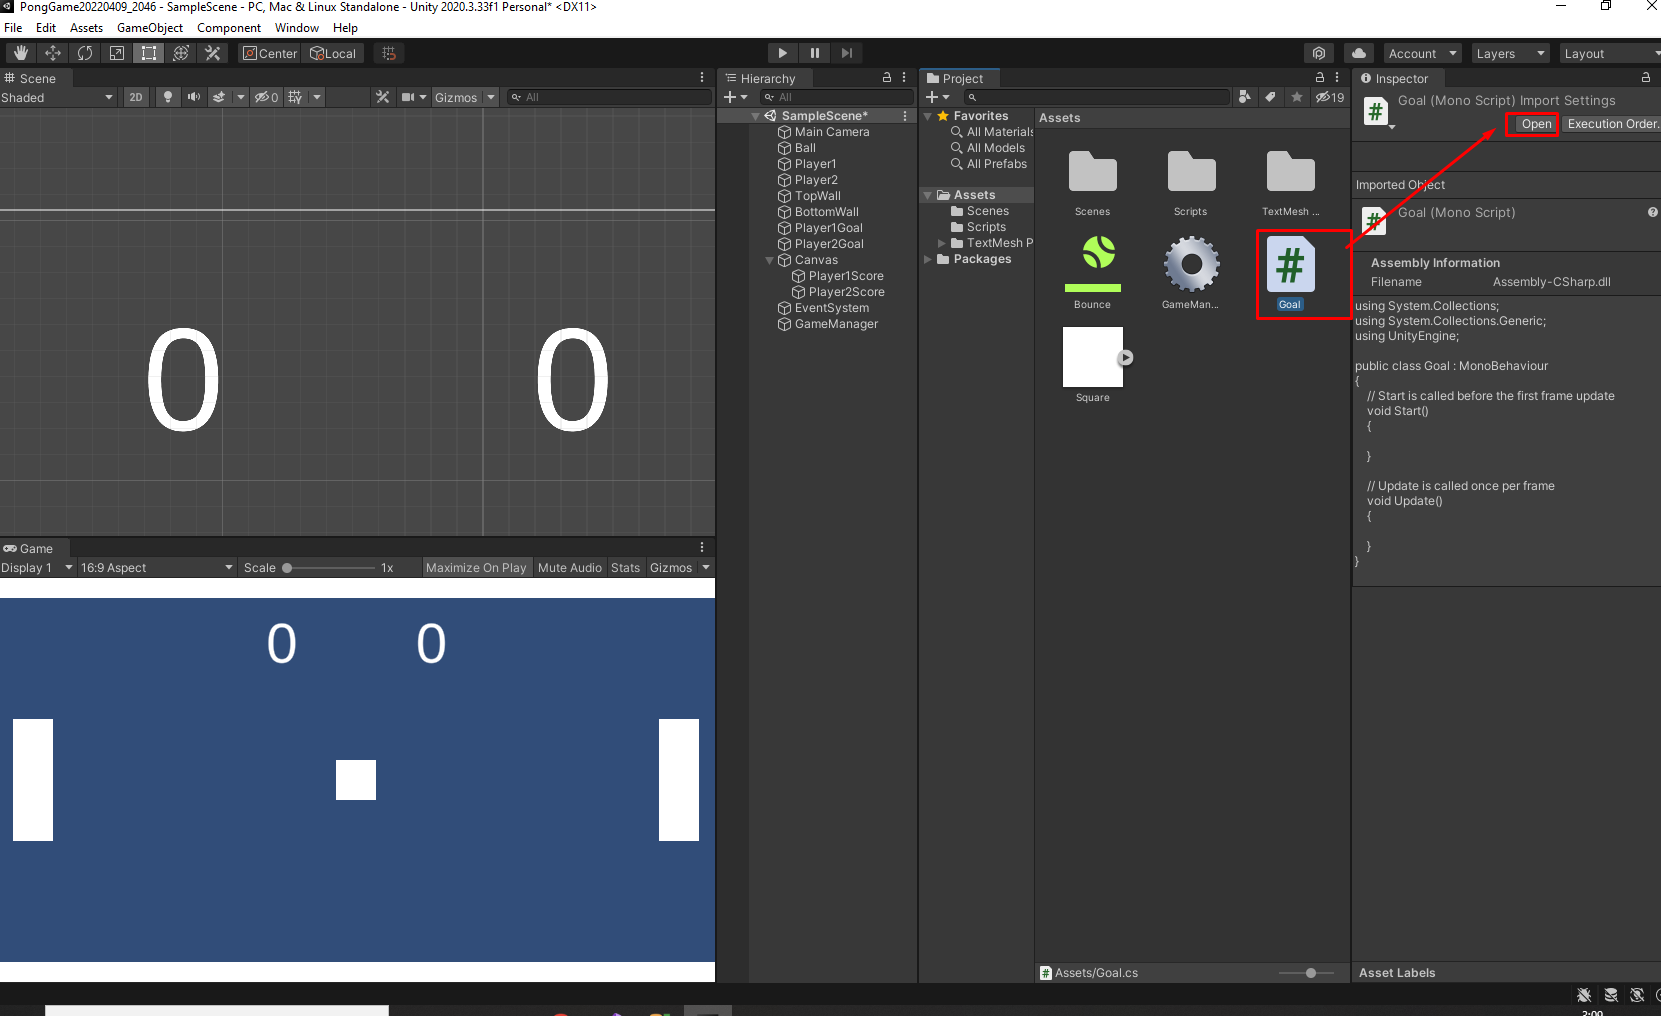 PongGame20220409_2046 - SampleScene - PC, Mac & Linux Standalone - Unity 2020.3.33f1 Personal* <DX11>
File Edit Assets GameObject Component Window Help
Center Local Account Layers Layout
Scene
Shaded 2D 0 Gizmos All
Hierarchy
All
SampleScene*
Main Camera
Ball
Player1
Player2
TopWall
BottomWall
Player1Goal
Player2Goal
Canvas
Player1Score
Player2Score
EventSystem
GameManager
Project
19
Favorites
All Materials
All Models
All Prefabs
Assets
Scenes
Scripts
TextMesh P
Packages
Assets
Scenes Scripts TextMesh ...
#
Bounce GameMan... Goal
Square
Assets/Goal.cs
Inspector
Goal (Mono Script) Import Settings
Open Execution Order.
Imported Object
Goal (Mono Script)
Assembly Information
Filename Assembly-CSharp.dll
using System.Collections;
using System.Collections.Generic;
using UnityEngine;
public class Goal : MonoBehaviour
{
// Start is called before the first frame update
void Start()
{
}
// Update is called once per frame
void Update()
{
}
}
Asset Labels
0 0
Game
Display 1 16:9 Aspect Scale 1x Maximize On Play Mute Audio Stats Gizmos
0 0